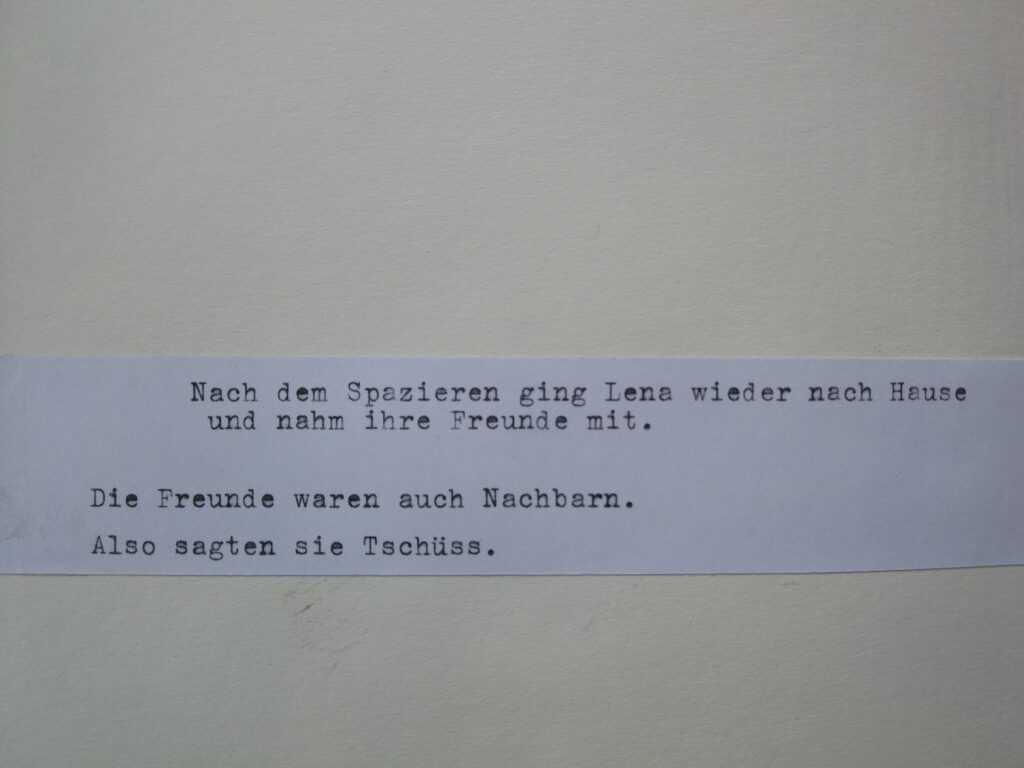 Nach dem Spazieren ging Lena wieder nach Hause
und nahm ihre Freunde mit.
Die Freunde waren auch Nachbarn.
Also sagten sie Tschüss.